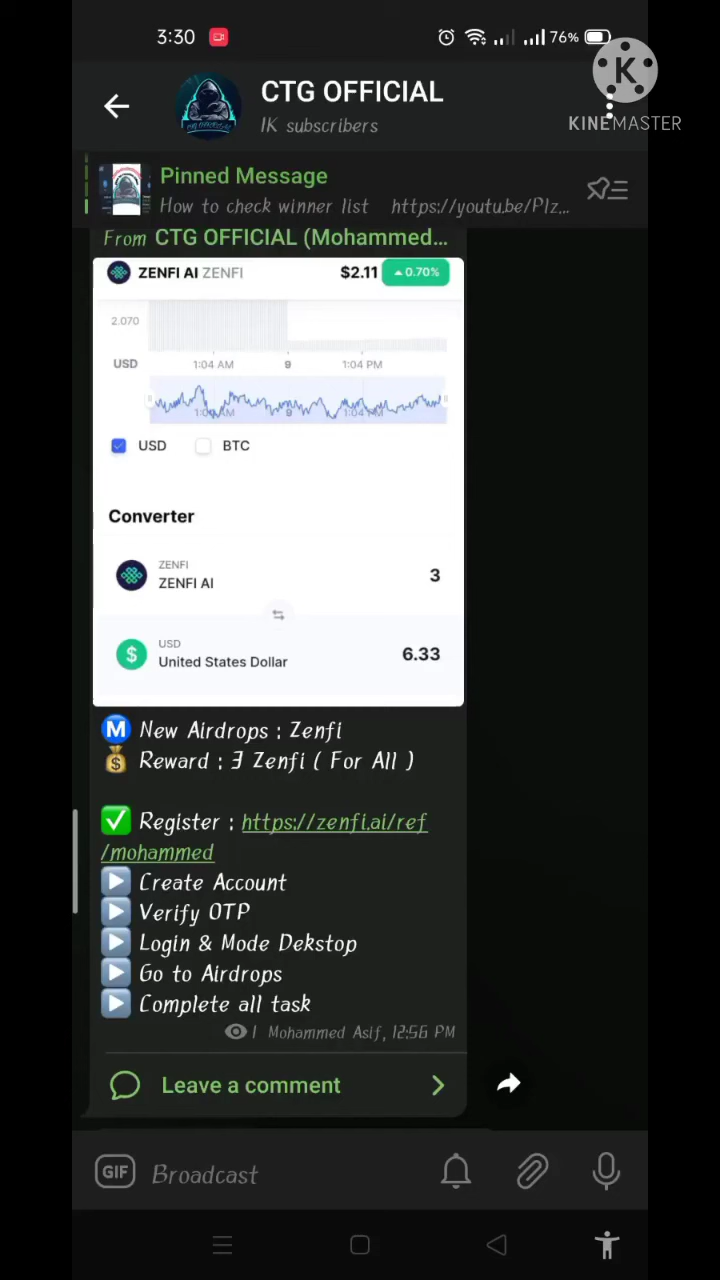 3:30
76%
CTG OFFICIAL
1K subscribers
K
KINEMASTER
Pinned Message
How to check winner list https://youtu.be/P1z...
From CTG OFFICIAL (Mohammed...
ZENFI AI ZENFI $2.11 0.70%
2.070
USD 1:04 AM 9 1:04 PM
9
USD BTC
Converter
ZENFI
ZENFI AI 3
USD
$ United States Dollar 6.33
M New Airdrops : Zenfi
$ Reward : 3 Zenfi ( For All )
Register : https://zenfi.ai/ref
/mohammed
Create Account
Verify OTP
Login & Mode Dekstop
Go to Airdrops
Complete all task
1 Mohammed Asif, 12:56 PM
Leave a comment
GIF Broadcast